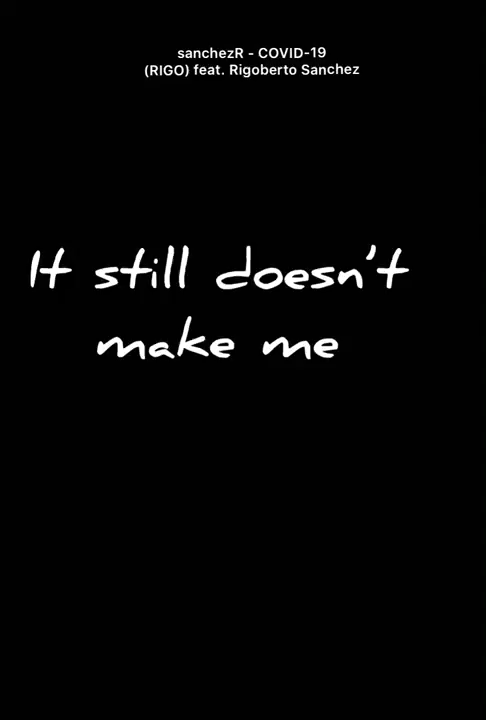 sanchezR - COVID-19
(RIGO) feat. Rigoberto Sanchez
It still doesn't
make me